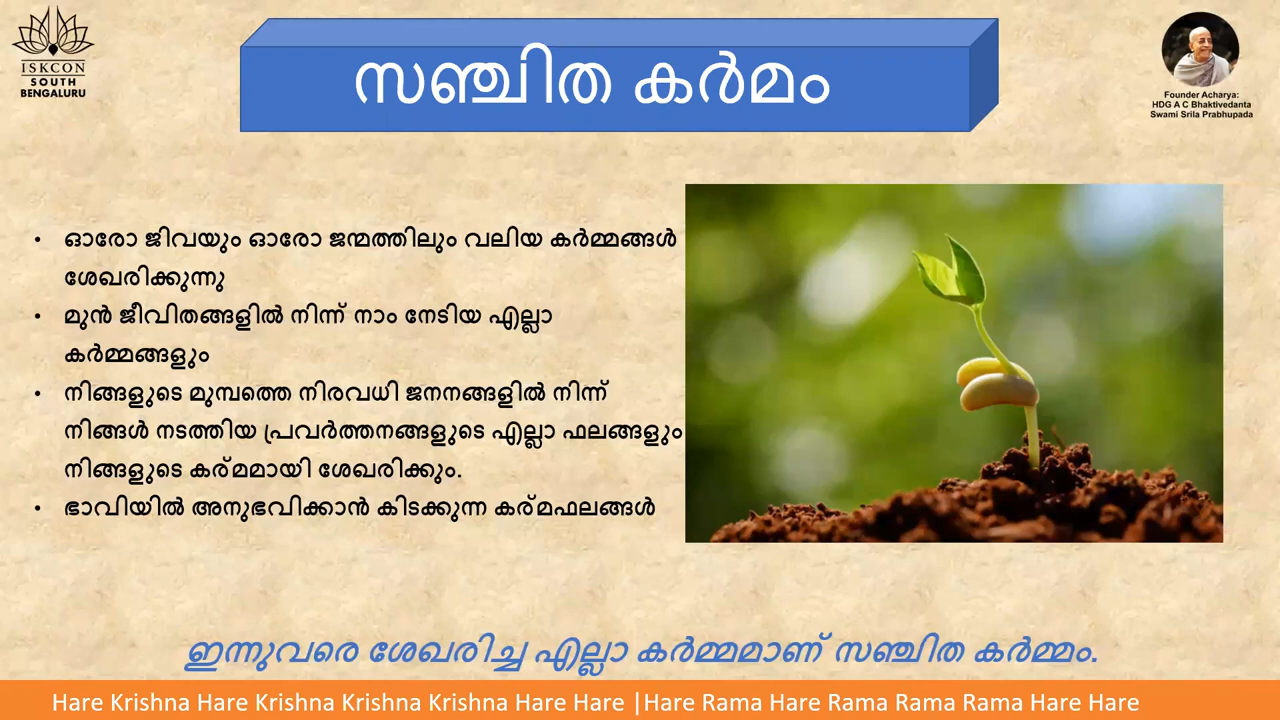 ISKCON
SOUTH
BENGALURU
സഞ്ചിത കർമം
Founder Acharya:
HDG A C Bhaktivedanta
Swami Srila Prabhupada
• ഓരോ ജിവയും ഓരോ ജന്മത്തിലും വലിയ കർമ്മങ്ങൾ
ശേഖരിക്കുന്നു
• മുൻ ജീവിതങ്ങളിൽ നിന്ന് നാം നേടിയ എല്ലാ
കർമ്മങ്ങളും
• നിങ്ങളുടെ മുമ്പത്തെ നിരവധി ജനനങ്ങളിൽ നിന്ന്
നിങ്ങൾ നടത്തിയ പ്രവർത്തനങ്ങളുടെ എല്ലാ ഫലങ്ങളും
നിങ്ങളുടെ കര്മമായി ശേഖരിക്കും.
• ഭാവിയിൽ അനുഭവിക്കാൻ കിടക്കുന്ന കര്മഫലങ്ങൾ
ഇന്നുവരെ ശേഖരിച്ച എല്ലാ കർമ്മമാണ് സഞ്ചിത കർമ്മം.
Hare Krishna Hare Krishna Krishna Krishna Hare Hare |Hare Rama Hare Rama Rama Rama Hare Hare